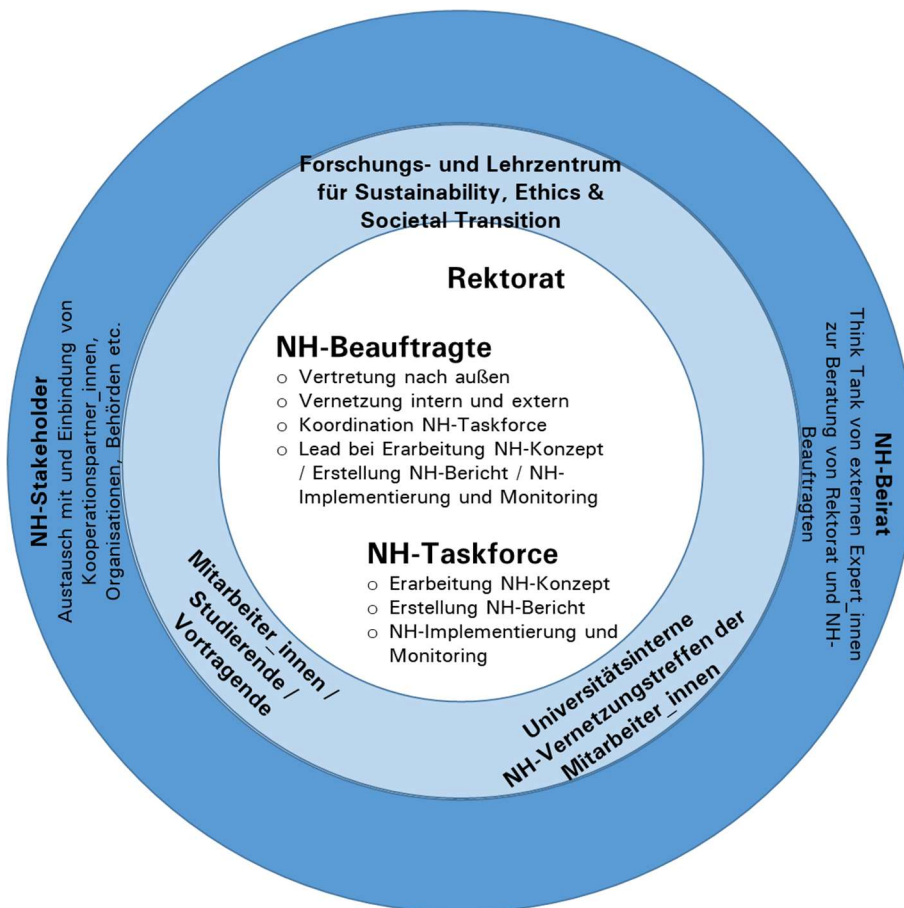 Forschungs- und Lehrzentrum
für Sustainability, Ethics &
Societal Transition
Rektorat
NH-Beauftragte
o Vertretung nach außen
o Vernetzung intern und extern
o Koordination NH-Taskforce
o Lead bei Erarbeitung NH-Konzept
/ Erstellung NH-Bericht / NH-
Implementierung und Monitoring
NH-Taskforce
o Erarbeitung NH-Konzept
o Erstellung NH-Bericht
o NH-Implementierung und
Monitoring
NH-Stakeholder
Austausch mit und Einbindung von
Kooperationspartner_innen,
Organisationen, Behörden etc.
NH-Beirat
Think Tank von externen Expert_innen
zur Beratung von Rektorat und NH-
Beauftragten
Mitarbeiter_innen /
Studierende /
Vortragende
Universitätsinterne
NH-Vernetzungstreffen der
Mitarbeiter_innen